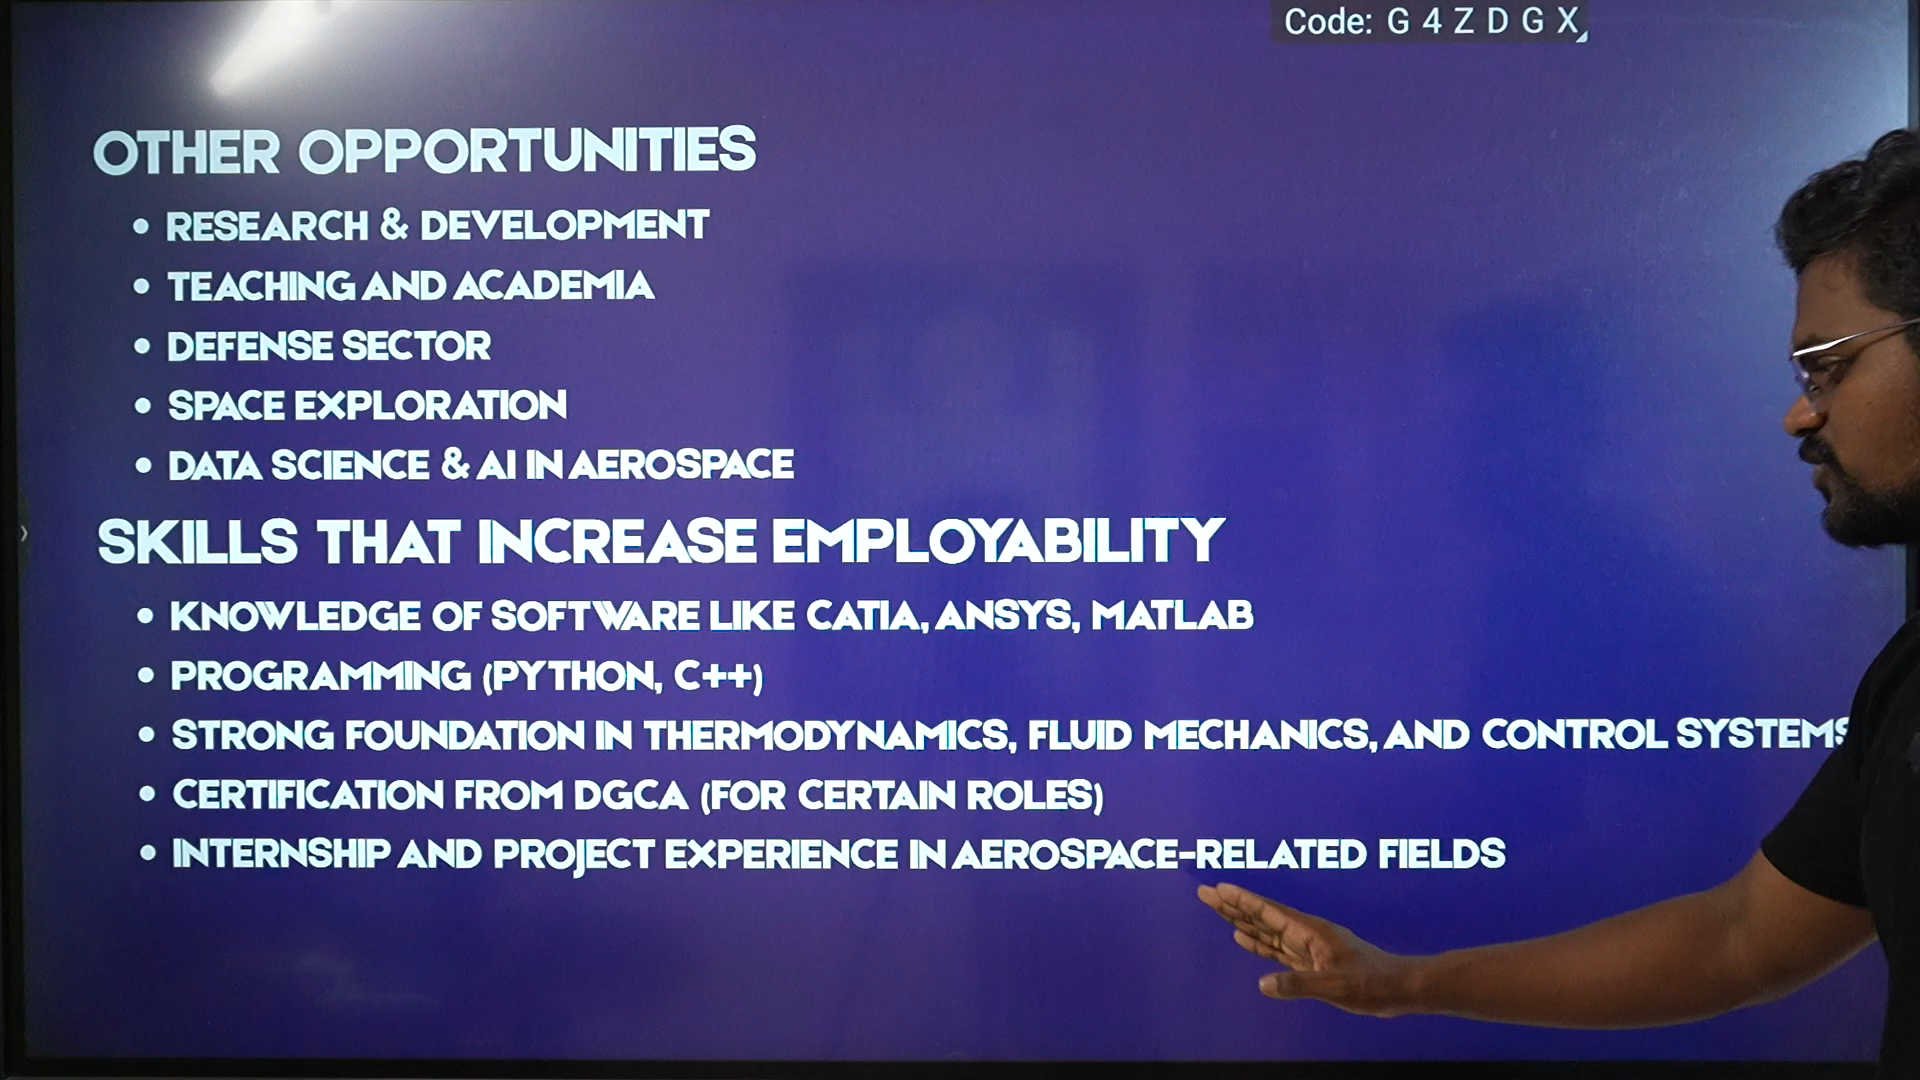 Code: G 4 Z D G X
OTHER OPPORTUNITIES
• RESEARCH & DEVELOPMENT
• TEACHING AND ACADEMIA
• DEFENSE SECTOR
• SPACE EXPLORATION
• DATA SCIENCE & AI IN AEROSPACE
SKILLS THAT INCREASE EMPLOYABILITY
• KNOWLEDGE OF SOFTWARE LIKE CATIA, ANSYS, MATLAB
• PROGRAMMING (PYTHON, C++)
• STRONG FOUNDATION IN THERMODYNAMICS, FLUID MECHANICS, AND CONTROL SYSTEMS
• CERTIFICATION FROM DGCA (FOR CERTAIN ROLES)
• INTERNSHIP AND PROJECT EXPERIENCE IN AEROSPACE-RELATED FIELDS